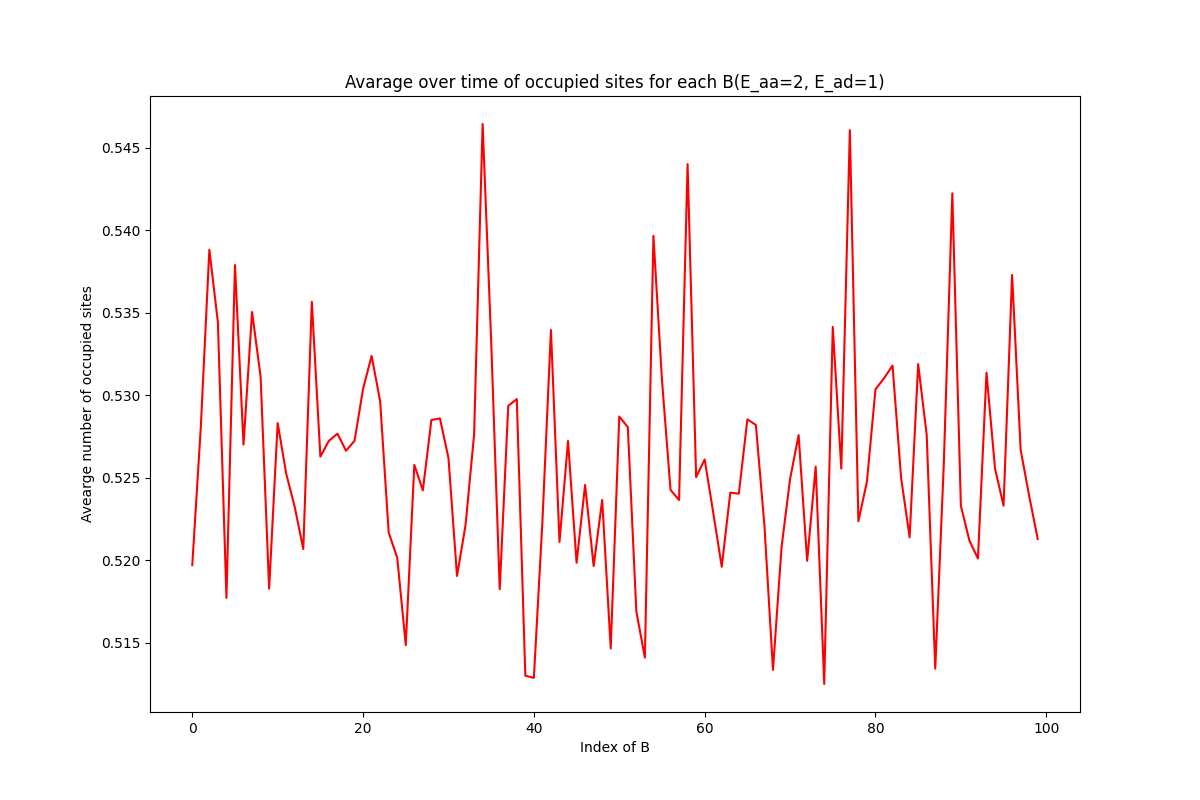 Avarage over time of occupied sites for each B(E_aa=2, E_ad=1)
0.545
0.540
0.535
0.530
0.525
0.520
0.515
Avearge number of occupied sites
0 20 40 60 80 100
Index of B